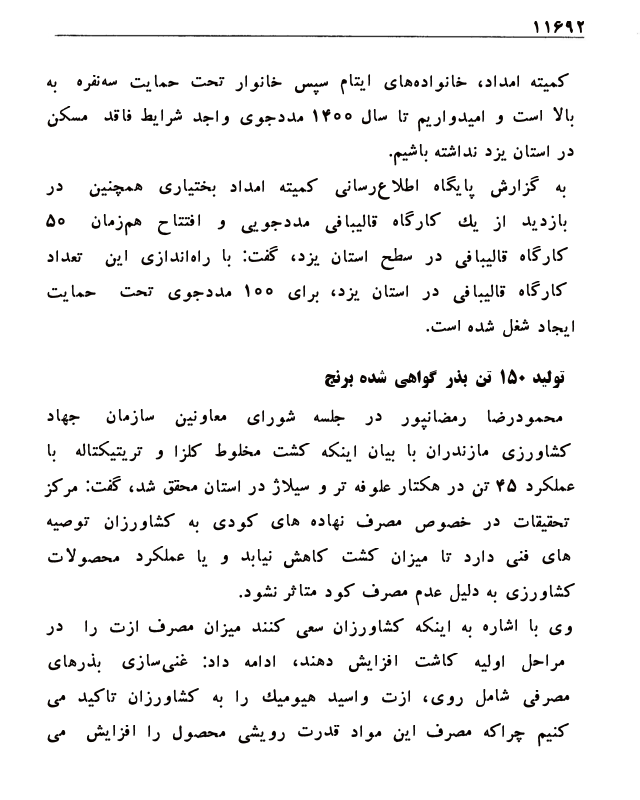 ۱۱۶۹۲
کمیته امداد، خانواده‌های ایتام سپس خانوار تحت حمایت سه‌نفره به
بالا است و امیدواریم تا سال ۱۴۰۰ مددجوی واجد شرایط فاقد مسکن
در استان یزد نداشته باشیم.
به گزارش پایگاه اطلاع‌رسانی کمیته امداد بختیاری همچنین در
بازدید از یك کارگاه قالیبافی مددجویی و افتتاح هم‌زمان ۵۰
کارگاه قالیبافی در سطح استان یزد، گفت: با راه‌اندازی این تعداد
کارگاه قالیبافی در استان یزد، برای ۱۰۰ مددجوی تحت حمایت
ایجاد شغل شده است.
تولید ۱۵۰ تن بذر گواهی شده برنج
محمودرضا رمضانپور در جلسه شورای معاونین سازمان جهاد
کشاورزی مازندران با بیان اینکه کشت مخلوط کلزا و تریتیکتاله با
عملکرد ۴۵ تن در هکتار علوفه تر و سیلاژ در استان محقق شد، گفت: مرکز
تحقیقات در خصوص مصرف نهاده های کودی به کشاورزان توصیه
های فنی دارد تا میزان کشت کاهش نیابد و یا عملکرد محصولات
کشاورزی به دلیل عدم مصرف کود متاثر نشود.
وی با اشاره به اینکه کشاورزان سعی کنند میزان مصرف ازت را در
مراحل اولیه کاشت افزایش دهند، ادامه داد: غنی‌سازی بذرهای
مصرفی شامل روی، ازت واسید هیومیك را به کشاورزان تاکید می
کنیم چراکه مصرف این مواد قدرت رویشی محصول را افزایش می